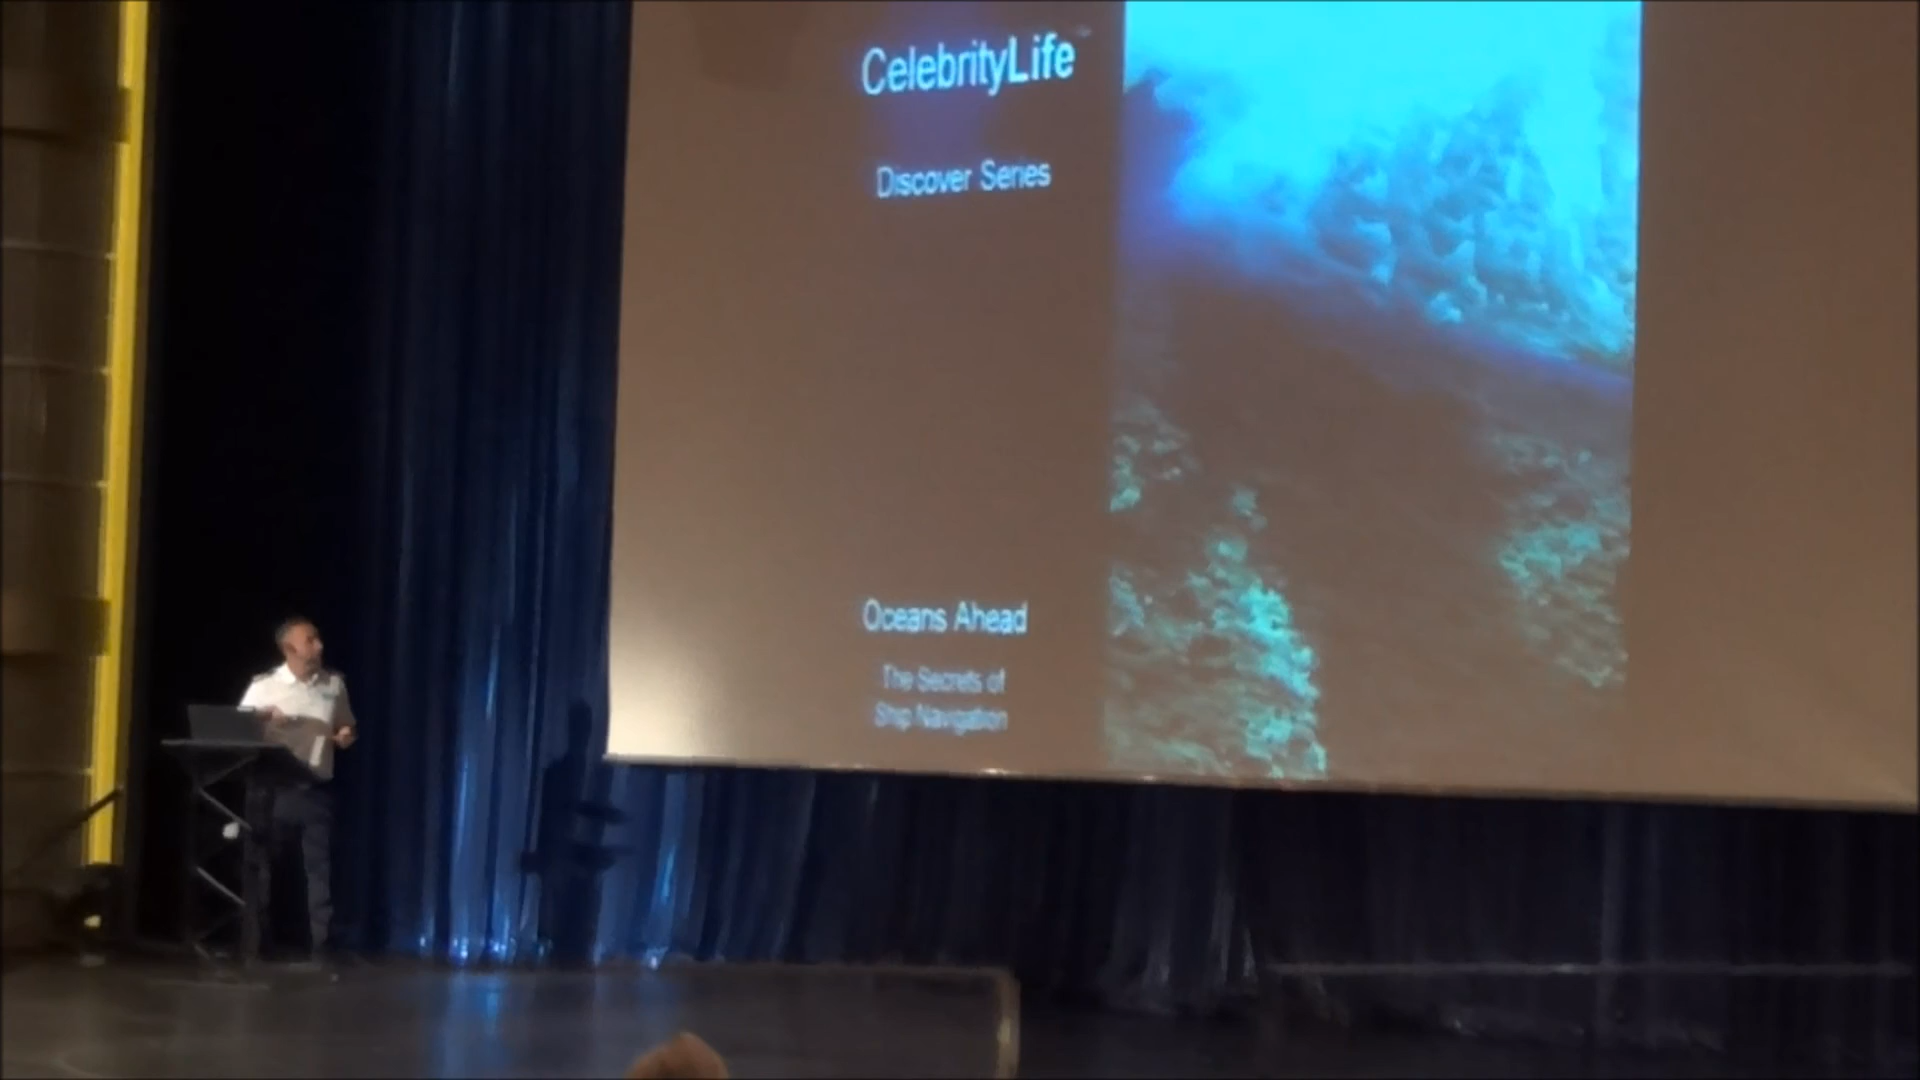 CelebrityLife
Discover Series
Oceans Ahead
The Secrets of
Ship Navigation